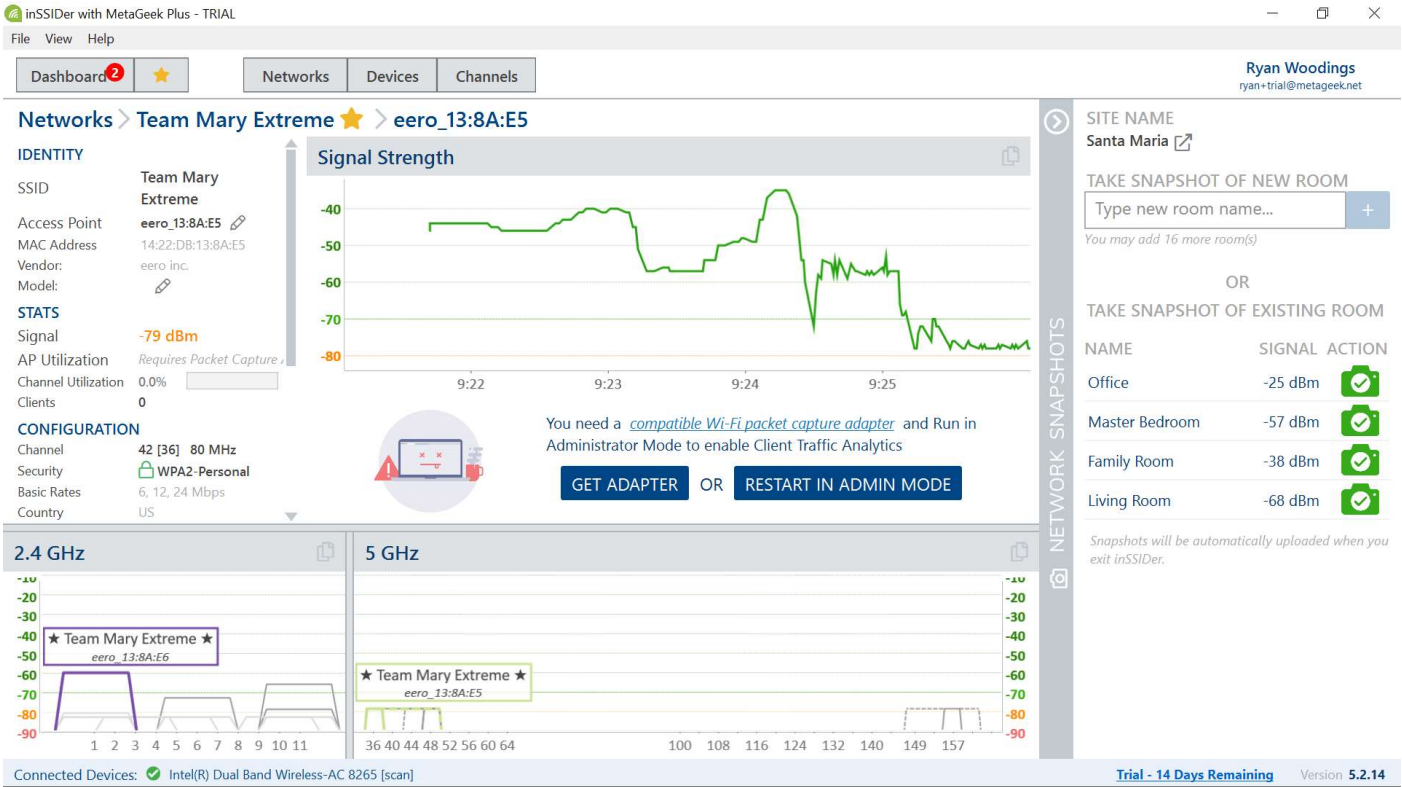 inSSIDer with MetaGeek Plus - TRIAL
File View Help
Dashboard 2 Networks Devices Channels
Ryan Woodings
ryan+trial@metageek.net
Networks Team Mary Extreme eero_13:8A:E5
IDENTITY
SSID Team Mary
Extreme
Access Point eero_13:8A:E5
MAC Address 14:22:DB:13:8A:E5
Vendor: eero inc.
Model:
STATS
Signal -79 dBm
AP Utilization Requires Packet Capture
Channel Utilization 0.0%
Clients 0
CONFIGURATION
Channel 42 [36] 80 MHz
Security WPA2-Personal
Basic Rates 6, 12, 24 Mbps
Country US
Signal Strength
-40
-50
-60
-70
-80
9:22 9:23 9:24 9:25
You need a compatible Wi-Fi packet capture adapter and Run in
Administrator Mode to enable Client Traffic Analytics
GET ADAPTER OR RESTART IN ADMIN MODE
NETWORK SNAPSHOTS
SITE NAME
Santa Maria
TAKE SNAPSHOT OF NEW ROOM
Type new room name... +
You may add 16 more room(s)
OR
TAKE SNAPSHOT OF EXISTING ROOM
NAME SIGNAL ACTION
Office -25 dBm
Master Bedroom -57 dBm
Family Room -38 dBm
Living Room -68 dBm
Snapshots will be automatically uploaded when you
exit inSSIDer.
2.4 GHz
-10
-20
-30
-40
-50
-60
-70
-80
-90
★ Team Mary Extreme ★
eero_13:8A:E6
1 2 3 4 5 6 7 8 9 10 11
5 GHz
★ Team Mary Extreme ★
eero_13:8A:E5
-10
-20
-30
-40
-50
-60
-70
-80
-90
36 40 44 48 52 56 60 64 100 108 116 124 132 140 149 157
Connected Devices: Intel(R) Dual Band Wireless-AC 8265 [scan]
Trial - 14 Days Remaining Version 5.2.14